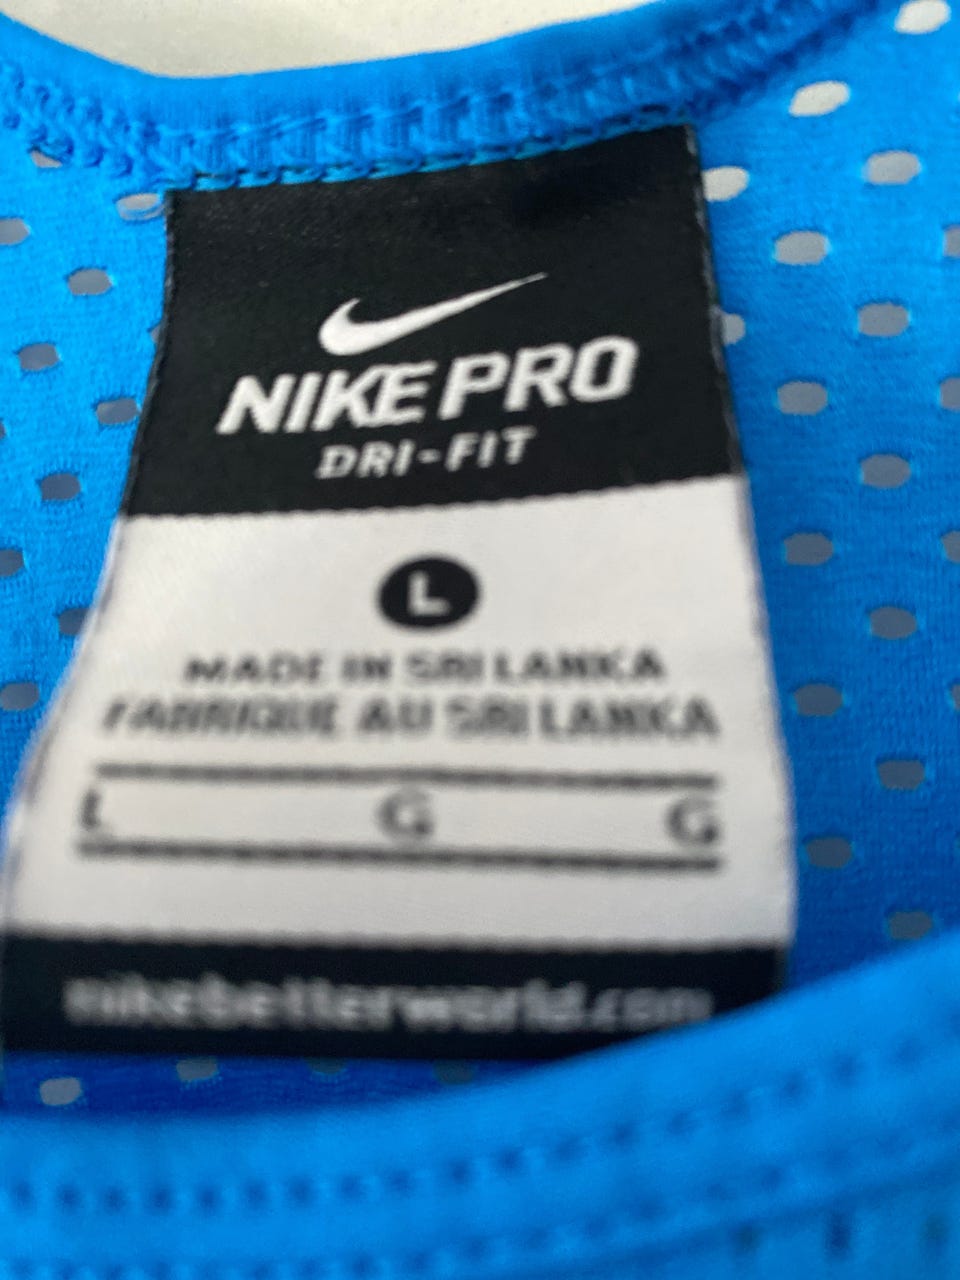 NIKE PRO
DRI-FIT
L
MADE IN SRI LANKA
FABRIQUE AU SRI LANKA
L G G
nikebetterworld.com